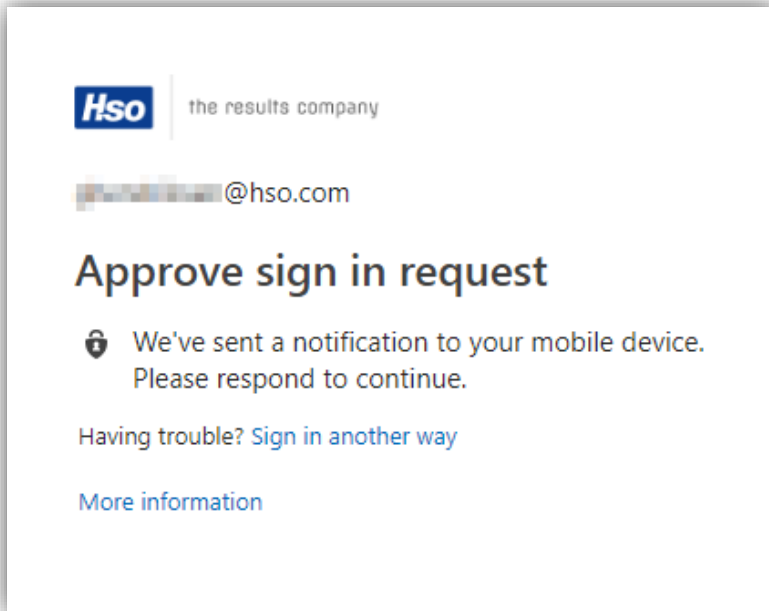 Hso
the results company
@hso.com
Approve sign in request
We've sent a notification to your mobile device.
Please respond to continue.
Having trouble? Sign in another way
More information